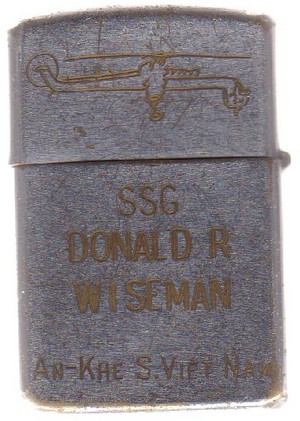 SSG
DONALD R
WISEMAN
AN-KHE S. VIET NAM